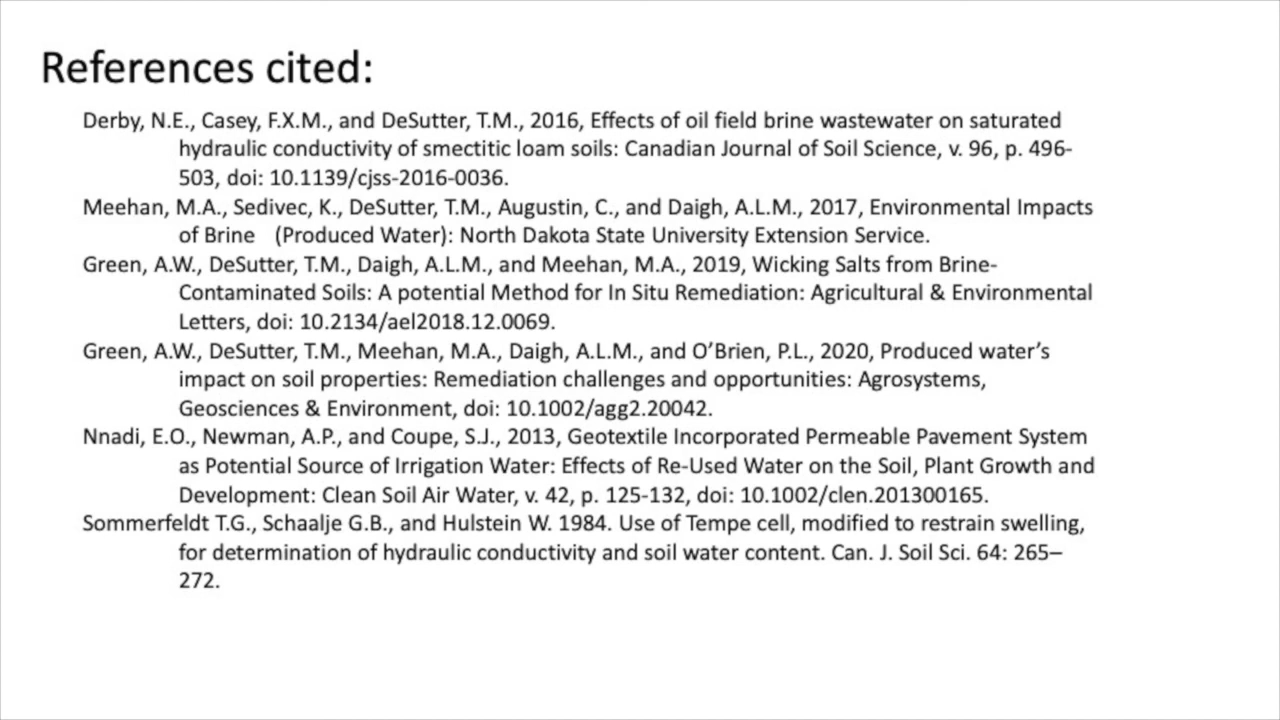 References cited:
Derby, N.E., Casey, F.X.M., and DeSutter, T.M., 2016, Effects of oil field brine wastewater on saturated
hydraulic conductivity of smectitic loam soils: Canadian Journal of Soil Science, v. 96, p. 496-
503, doi: 10.1139/cjss-2016-0036.
Meehan, M.A., Sedivec, K., DeSutter, T.M., Augustin, C., and Daigh, A.L.M., 2017, Environmental Impacts
of Brine (Produced Water): North Dakota State University Extension Service.
Green, A.W., DeSutter, T.M., Daigh, A.L.M., and Meehan, M.A., 2019, Wicking Salts from Brine-
Contaminated Soils: A potential Method for In Situ Remediation: Agricultural & Environmental
Letters, doi: 10.2134/ael2018.12.0069.
Green, A.W., DeSutter, T.M., Meehan, M.A., Daigh, A.L.M., and O’Brien, P.L., 2020, Produced water’s
impact on soil properties: Remediation challenges and opportunities: Agrosystems,
Geosciences & Environment, doi: 10.1002/agg2.20042.
Nnadi, E.O., Newman, A.P., and Coupe, S.J., 2013, Geotextile Incorporated Permeable Pavement System
as Potential Source of Irrigation Water: Effects of Re-Used Water on the Soil, Plant Growth and
Development: Clean Soil Air Water, v. 42, p. 125-132, doi: 10.1002/clen.201300165.
Sommerfeldt T.G., Schaalje G.B., and Hulstein W. 1984. Use of Tempe cell, modified to restrain swelling,
for determination of hydraulic conductivity and soil water content. Can. J. Soil Sci. 64: 265–
272.